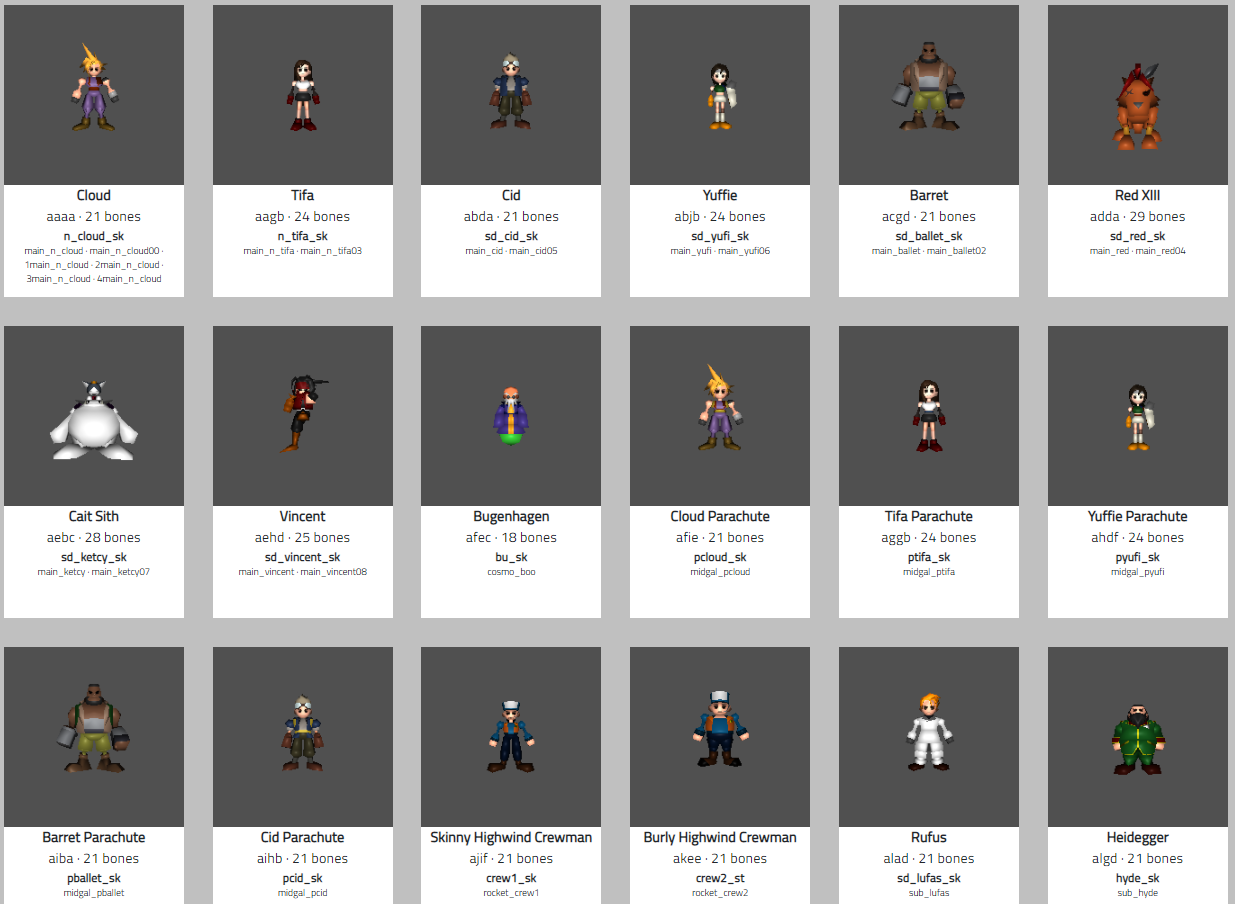 Cloud
aaaa · 21 bones
n_cloud_sk
main_n_cloud · main_n_cloud00 ·
1main_n_cloud · 2main_n_cloud ·
3main_n_cloud · 4main_n_cloud
Tifa
aagb · 24 bones
n_tifa_sk
main_n_tifa · main_n_tifa03
Cid
abda · 21 bones
sd_cid_sk
main_cid · main_cid05
Yuffie
abjb · 24 bones
sd_yufi_sk
main_yufi · main_yufi06
Barret
acgd · 21 bones
sd_ballet_sk
main_ballet · main_ballet02
Red XIII
adda · 29 bones
sd_red_sk
main_red · main_red04
Cait Sith
aebc · 28 bones
sd_ketcy_sk
main_ketcy · main_ketcy07
Vincent
aehd · 25 bones
sd_vincent_sk
main_vincent · main_vincent08
Bugenhagen
afec · 18 bones
bu_sk
cosmo_boo
Cloud Parachute
afie · 21 bones
pcloud_sk
midgal_pcloud
Tifa Parachute
aggb · 24 bones
ptifa_sk
midgal_ptifa
Yuffie Parachute
ahdf · 24 bones
pyufi_sk
midgal_pyufi
Barret Parachute
aiba · 21 bones
pballet_sk
midgal_pballet
Cid Parachute
aihb · 21 bones
pcid_sk
midgal_pcid
Skinny Highwind Crewman
ajif · 21 bones
crew1_sk
rocket_crew1
Burly Highwind Crewman
akee · 21 bones
crew2_st
rocket_crew2
Rufus
alad · 21 bones
sd_lufas_sk
sub_lufas
Heidegger
algd · 21 bones
hyde_sk
sub_hyde